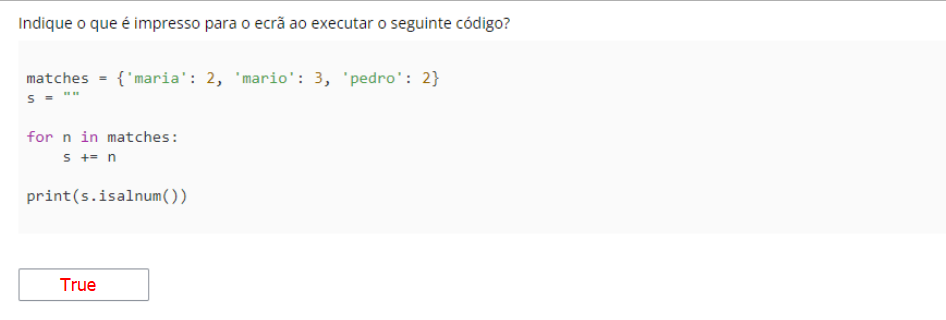 Indique o que é impresso para o ecrã ao executar o seguinte código?
matches = {'maria': 2, 'mario': 3, 'pedro': 2}
s = ""
for n in matches:
    s += n
print(s.isalnum())
True